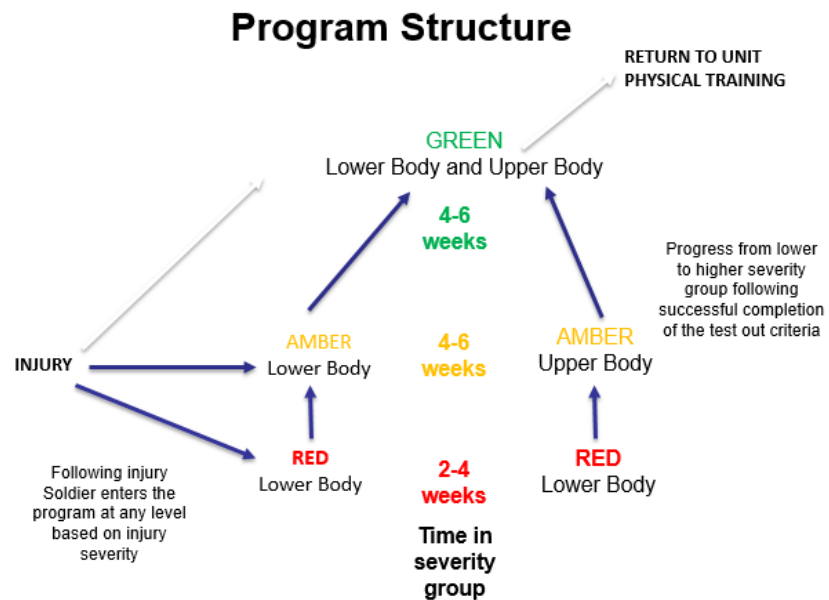 Program Structure
RETURN TO UNIT
PHYSICAL TRAINING
GREEN
Lower Body and Upper Body
4-6
weeks
Progress from lower
to higher severity
group following
successful completion
of the test out criteria
INJURY
AMBER
Lower Body
4-6
weeks
AMBER
Upper Body
Following injury
Soldier enters the
program at any level
based on injury
severity
RED
Lower Body
2-4
weeks
RED
Lower Body
Time in
severity
group